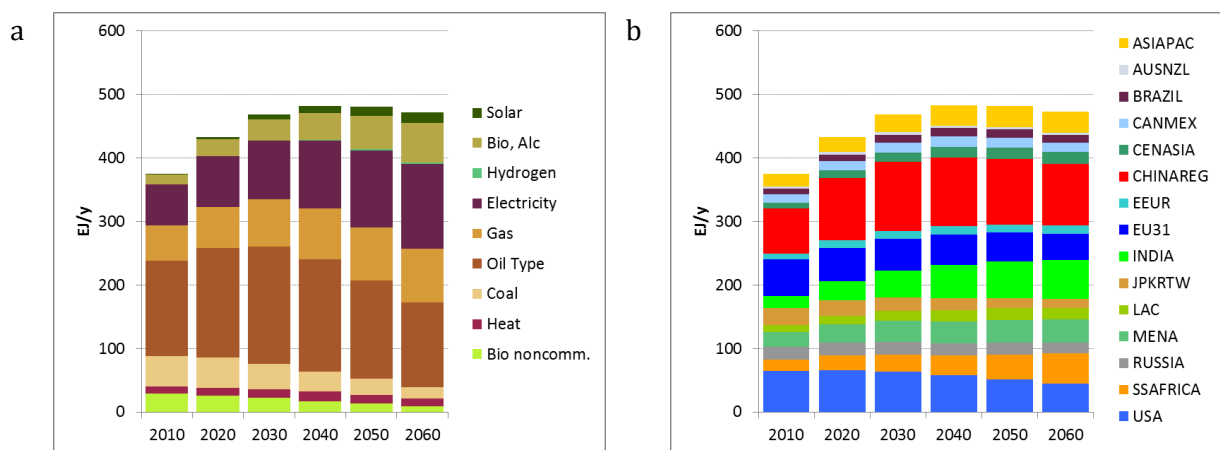 a
600
500
400
300
200
100
0
EJ/y
2010 2020 2030 2040 2050 2060
Solar
Bio, Alc
Hydrogen
Electricity
Gas
Oil Type
Coal
Heat
Bio noncomm.
b
600
500
400
300
200
100
0
EJ/y
2010 2020 2030 2040 2050 2060
ASIAPAC
AUSNZL
BRAZIL
CANMEX
CENASIA
CHINAREG
EEUR
EU31
INDIA
JPKRTW
LAC
MENA
RUSSIA
SSAFRICA
USA